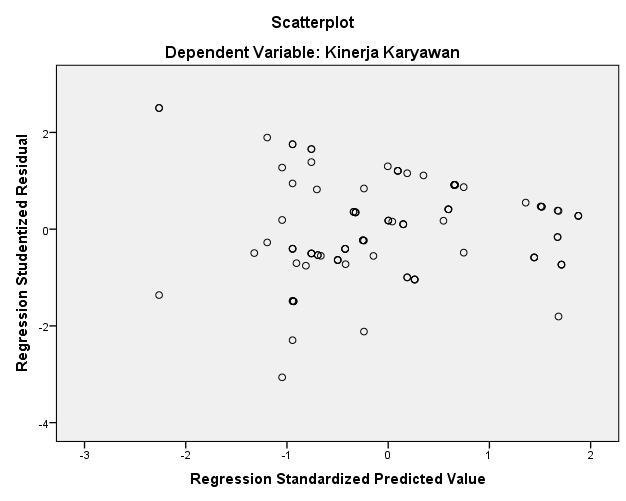 Scatterplot
Dependent Variable: Kinerja Karyawan
Regression Studentized Residual
2
0
-2
-4
-3
-2
-1
0
1
2
Regression Standardized Predicted Value